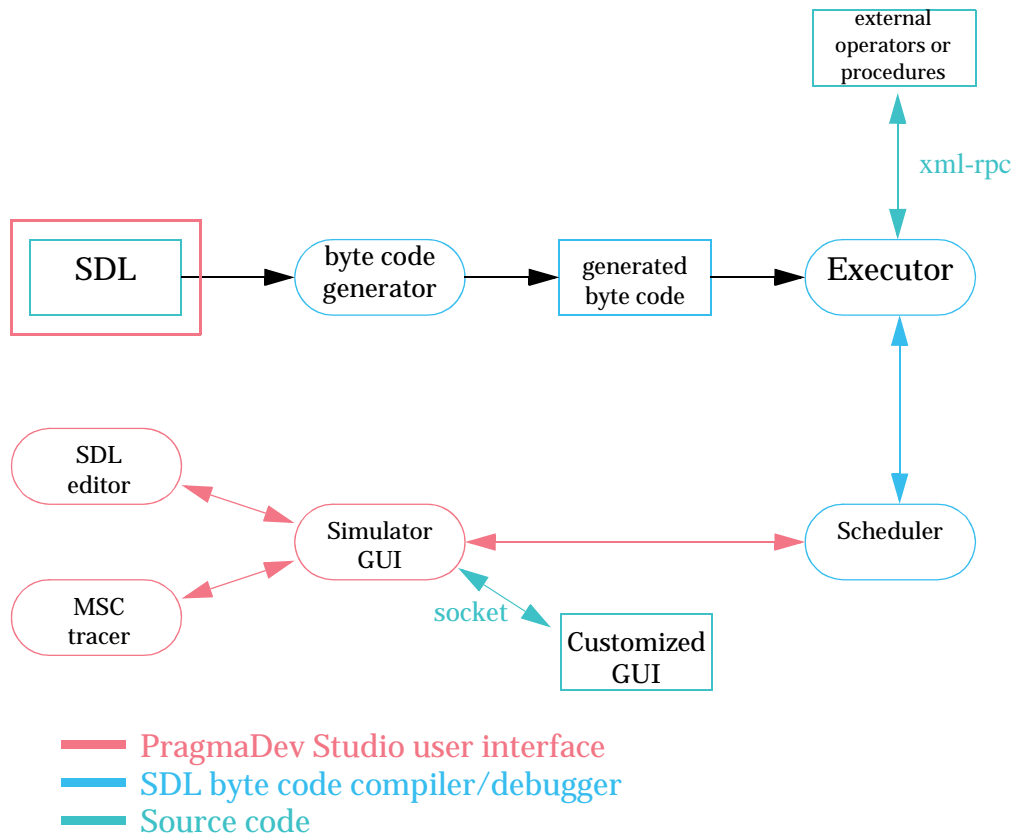 external
operators or
procedures
xml-rpc
SDL
byte code
generator
generated
byte code
Executor
SDL
editor
Simulator
GUI
Scheduler
MSC
tracer
socket
Customized
GUI
PragmaDev Studio user interface
SDL byte code compiler/debugger
Source code